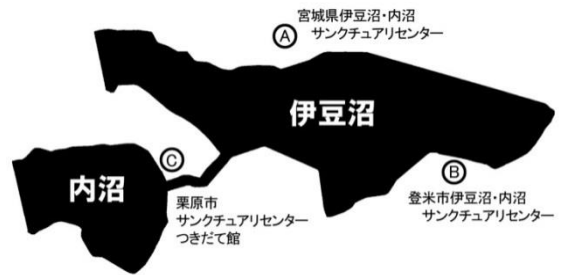 宮城県伊豆沼・内沼
サンクチュアリセンター
Ⓐ
伊豆沼
Ⓒ
Ⓑ
内沼
栗原市
サンクチュアリセンター
つきだて館
登米市伊豆沼・内沼
サンクチュアリセンター